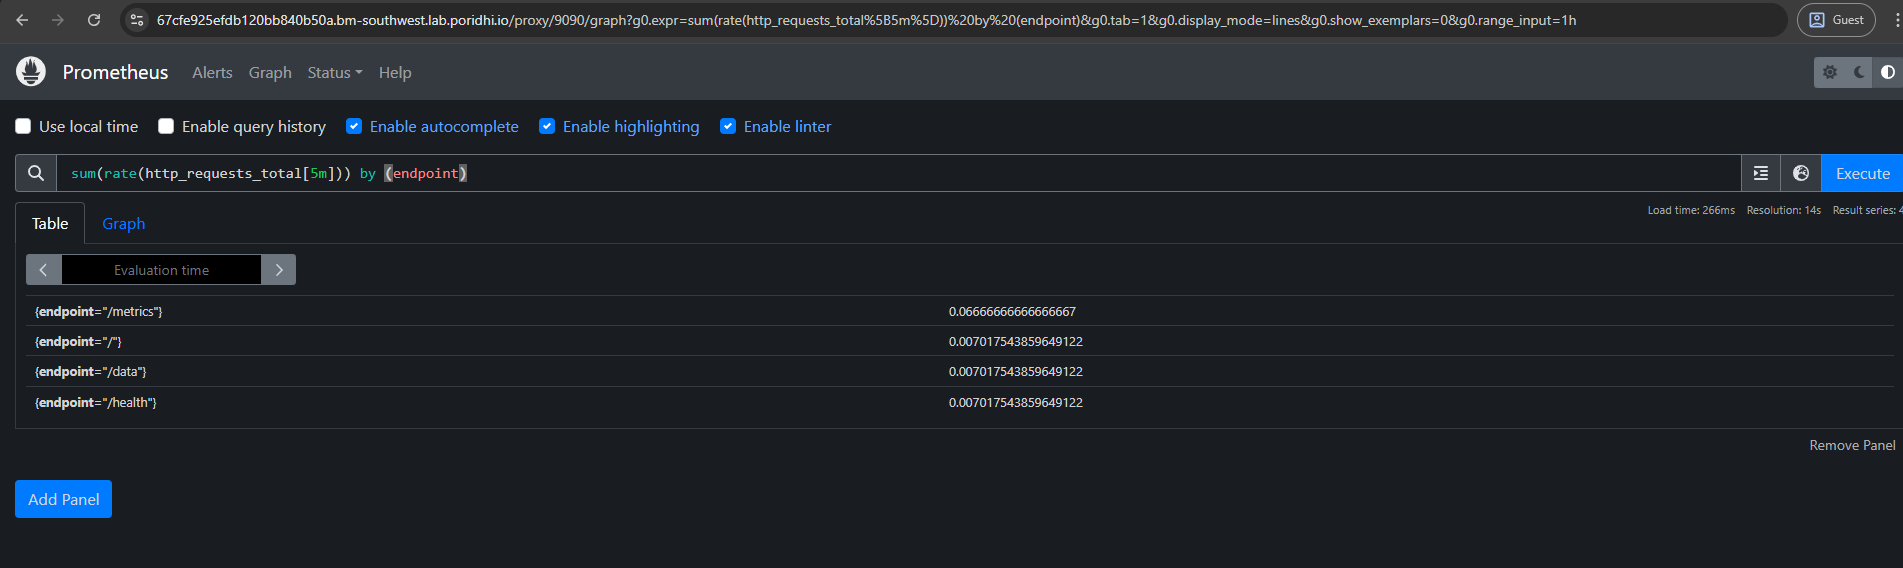 67cfe925efdb120bb840b50a.bm-southwest.lab.poridhi.io/proxy/9090/graph?g0.expr=sum(rate(http_requests_total%5B5m%5D))%20by%20(endpoint)&g0.tab=1&g0.display_mode=lines&g0.show_exemplars=0&g0.range_input=1h
Guest
Prometheus Alerts Graph Status Help
Use local time Enable query history Enable autocomplete Enable highlighting Enable linter
sum(rate(http_requests_total[5m])) by (endpoint) Execute
Table Graph
Load time: 266ms Resolution: 14s Result series: 4
Evaluation time
{endpoint="/metrics"} 0.06666666666666667
{endpoint="/"} 0.007017543859649122
{endpoint="/data"} 0.007017543859649122
{endpoint="/health"} 0.007017543859649122
Remove Panel
Add Panel